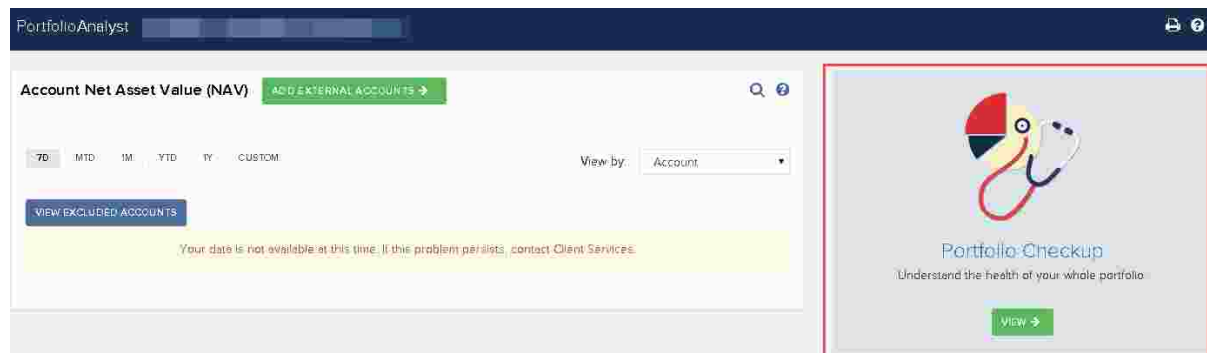 PortfolioAnalyst
Account Net Asset Value (NAV) ADD EXTERNAL ACCOUNTS
7D MTD 1M YTD 1Y CUSTOM
View by: Account
VIEW EXCLUDED ACCOUNTS
Your data is not available at this time. If this problem persists, contact Client Services.
Portfolio Checkup
Understand the health of your whole portfolio
VIEW